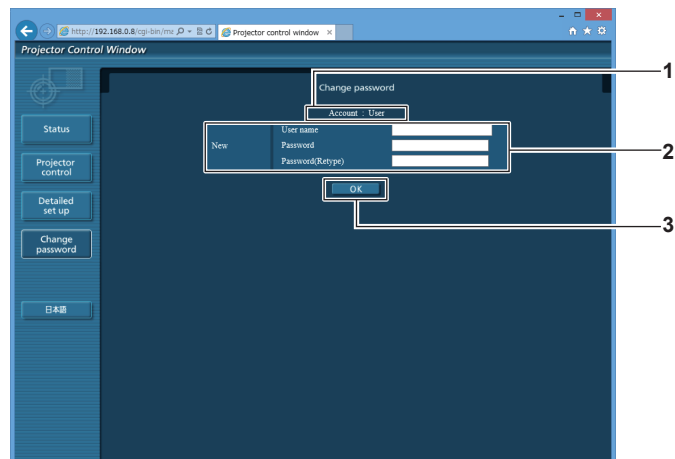 http://192.168.0.8/cgi-bin/ma
Projector control window
Projector Control Window
Change password
1
Account : User
Status
New
User name
Password
Password(Retype)
2
Projector
control
OK
Detailed
set up
3
Change
password
日本語